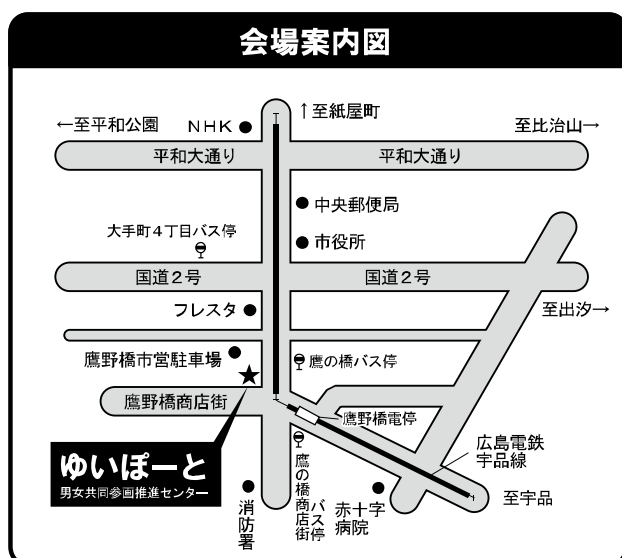 会場案内図
↑至紙屋町
←至平和公園
NHK
至比治山→
平和大通り
平和大通り
中央郵便局
大手町4丁目バス停
市役所
国道2号
国道2号
フレスタ
至出汐→
鷹野橋市営駐車場
鷹の橋バス停
鷹野橋商店街
鷹野橋電停
広島電鉄
宇品線
ゆいぽーと
男女共同参画推進センター
消防署
鷹の橋商店街
バス停
赤十字
病院
至宇品